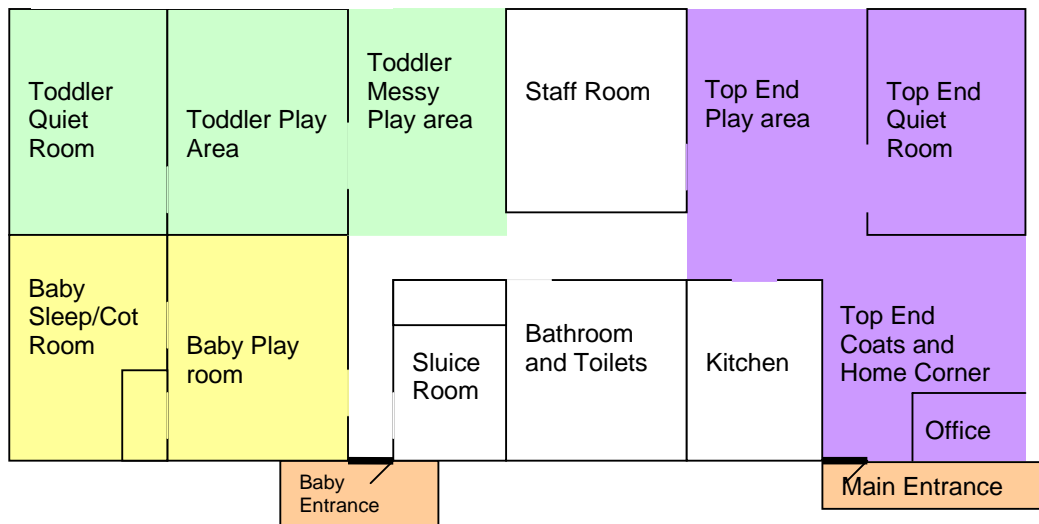 Toddler
Quiet
Room
Toddler Play
Area
Toddler
Messy
Play area
Staff Room
Top End
Play area
Top End
Quiet
Room
Baby
Sleep/Cot
Room
Baby Play
room
Sluice
Room
Bathroom
and Toilets
Kitchen
Top End
Coats and
Home Corner
Office
Baby
Entrance
Main Entrance